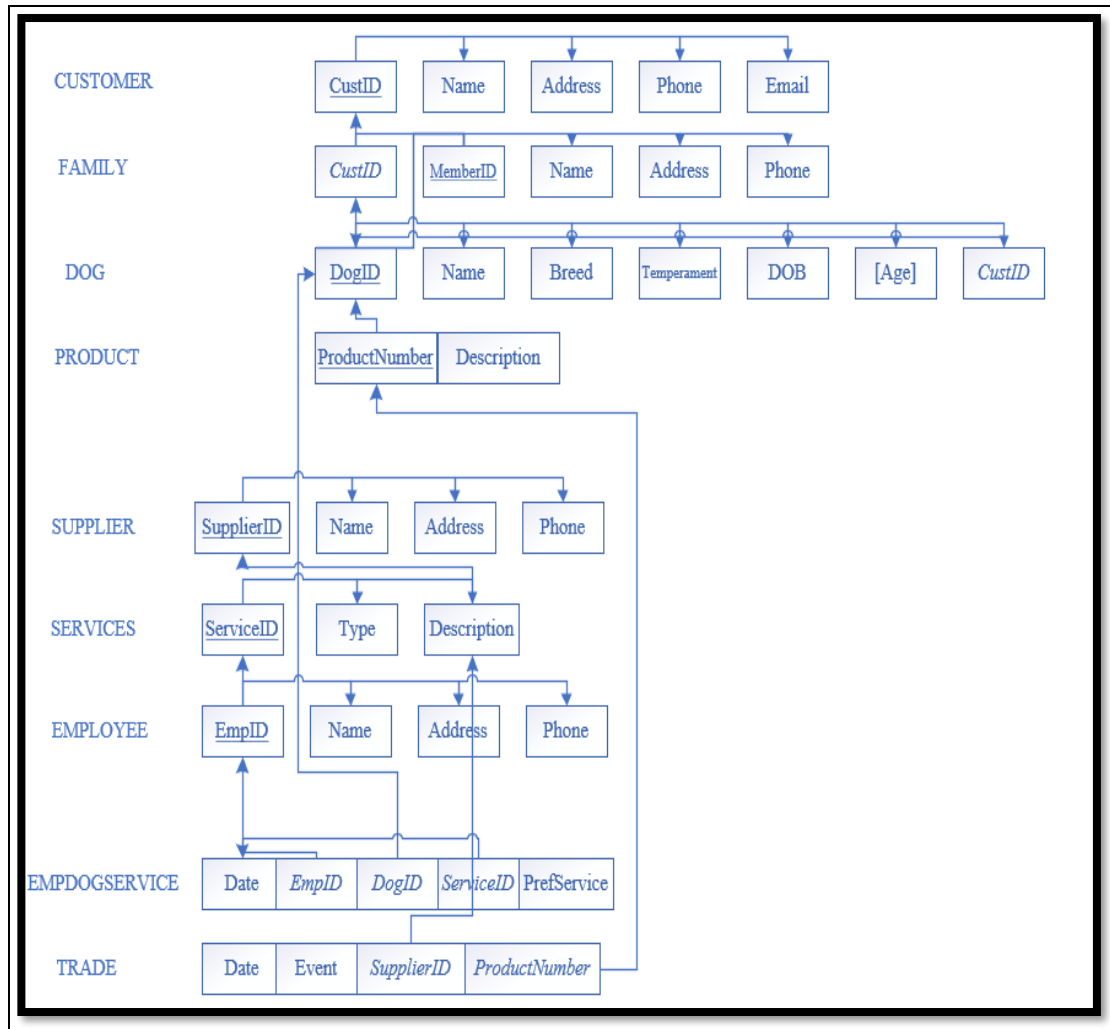 CUSTOMER CustID Name Address Phone Email
FAMILY CustID MemberID Name Address Phone
DOG DogID Name Breed Temperament DOB [Age] CustID
PRODUCT ProductNumber Description
SUPPLIER SupplierID Name Address Phone
SERVICES ServiceID Type Description
EMPLOYEE EmpID Name Address Phone
EMPDOGSERVICE Date EmpID DogID ServiceID PrefService
TRADE Date Event SupplierID ProductNumber